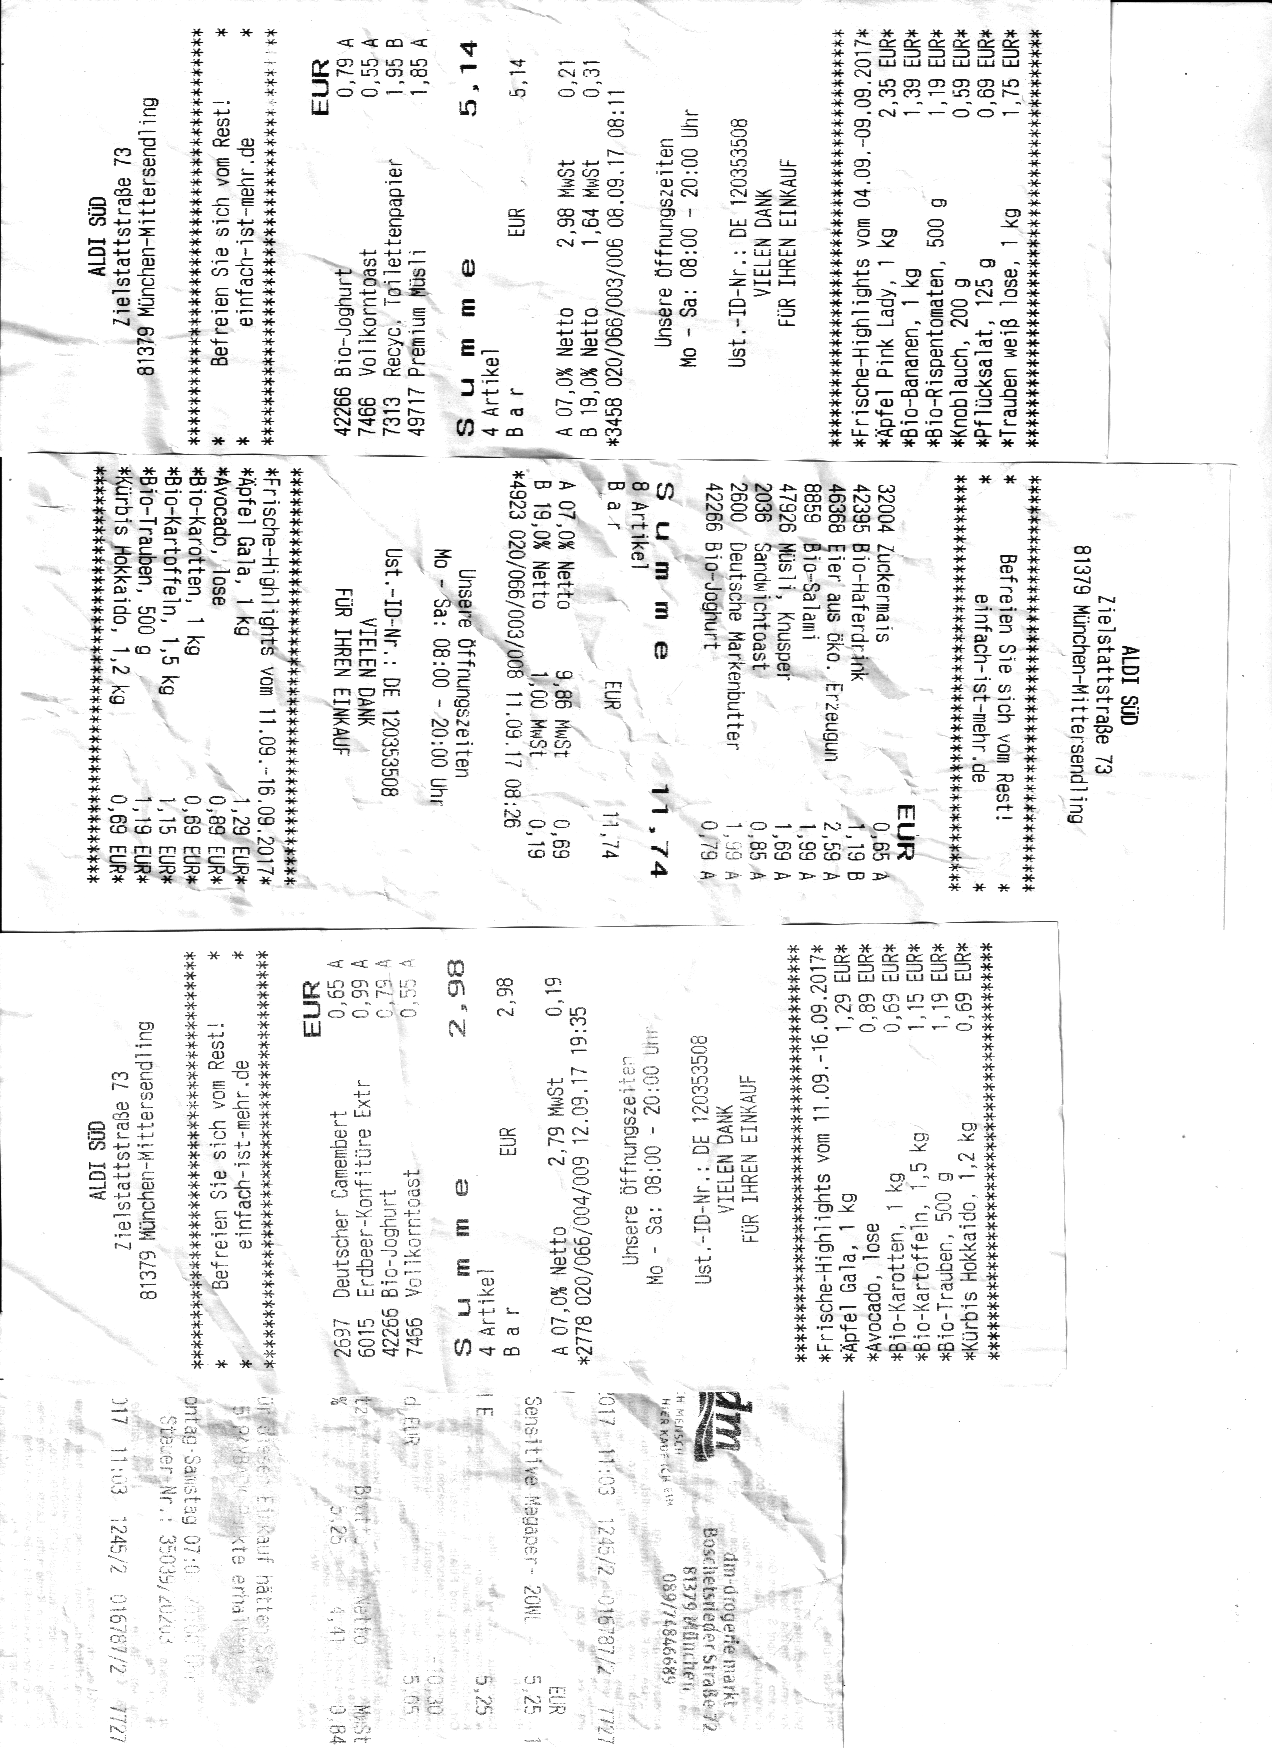 ALDI SÜD
Zielstattstraße 73
81379 München-Mittersendling
******************************************
* Befreien Sie sich vom Rest! *
* einfach-ist-mehr.de *
******************************************
EUR
42266 Bio-Joghurt 0,79 A
7466 Vollkorntoast 0,55 A
7313 Recyc. Toilettenpapier 1,95 B
49717 Premium Müsli 1,85 A
S u m m e 5,14
4 Artikel
B a r EUR 5,14
A 07,0% Netto 2,98 MwSt 0,21
B 19,0% Netto 1,64 MwSt 0,31
*3458 020/066/003/006 08.09.17 08:11
Unsere Öffnungszeiten
Mo - Sa: 08:00 - 20:00 Uhr
Ust.-ID-Nr.: DE 120353508
VIELEN DANK
FÜR IHREN EINKAUF
******************************************
*Frische-Highlights vom 04.09.-09.09.2017*
*Äpfel Pink Lady, 1 kg 2,35 EUR*
*Bio-Bananen, 1 kg 1,39 EUR*
*Bio-Rispentomaten, 500 g 1,19 EUR*
*Knoblauch, 200 g 0,59 EUR*
*Pflücksalat, 125 g 0,69 EUR*
*Trauben weiß lose, 1 kg 1,75 EUR*
******************************************
ALDI SÜD
Zielstattstraße 73
81379 München-Mittersendling
******************************************
* Befreien Sie sich vom Rest! *
* einfach-ist-mehr.de *
******************************************
EUR
32004 Zuckermais 0,65 A
42395 Bio-Haferdrink 1,19 B
46368 Eier aus öko. Erzeugun 2,59 A
8859 Bio-Salami 1,99 A
47926 Müsli, Knusper 1,69 A
2036 Sandwichtoast 0,85 A
2600 Deutsche Markenbutter 1,99 A
42266 Bio-Joghurt 0,79 A
S u m m e 11,74
8 Artikel
B a r EUR 11,74
A 07,0% Netto 9,86 MwSt 0,69
B 19,0% Netto 1,00 MwSt 0,19
*4923 020/066/003/008 11.09.17 08:26
Unsere Öffnungszeiten
Mo - Sa: 08:00 - 20:00 Uhr
Ust.-ID-Nr.: DE 120353508
VIELEN DANK
FÜR IHREN EINKAUF
******************************************
*Frische-Highlights vom 11.09.-16.09.2017*
*Äpfel Gala, 1 kg 1,29 EUR*
*Avocado, lose 0,89 EUR*
*Bio-Karotten, 1 kg 0,69 EUR*
*Bio-Kartoffeln, 1,5 kg 1,15 EUR*
*Bio-Trauben, 500 g 1,19 EUR*
*Kürbis Hokkaido, 1,2 kg 0,69 EUR*
******************************************
ALDI SÜD
Zielstattstraße 73
81379 München-Mittersendling
******************************************
* Befreien Sie sich vom Rest! *
* einfach-ist-mehr.de *
******************************************
EUR
2697 Deutscher Camembert 0,65 A
6015 Erdbeer-Konfitüre Extr 0,99 A
42266 Bio-Joghurt 0,79 A
7466 Vollkorntoast 0,55 A
S u m m e 2,98
4 Artikel
B a r EUR 2,98
A 07,0% Netto 2,79 MwSt 0,19
*2778 020/066/004/009 12.09.17 19:35
Unsere Öffnungszeiten
Mo - Sa: 08:00 - 20:00 Uhr
Ust.-ID-Nr.: DE 120353508
VIELEN DANK
FÜR IHREN EINKAUF
******************************************
*Frische-Highlights vom 11.09.-16.09.2017*
*Äpfel Gala, 1 kg 1,29 EUR*
*Avocado, lose 0,89 EUR*
*Bio-Karotten, 1 kg 0,69 EUR*
*Bio-Kartoffeln, 1,5 kg 1,15 EUR*
*Bio-Trauben, 500 g 1,19 EUR*
*Kürbis Hokkaido, 1,2 kg 0,69 EUR*
******************************************
dm
MENSCH
HIER KAUF ICH EIN
dm-drogerie markt
Boschetsrieder Straße 72
81379 München
089/74846689
017 11:03 1245/2 016787/2 7727
EUR
Sensitive Magaper- 20WL 5,25 1
5,25
-0,30
EUR 5,05
Brutto Netto MwSt
5,25 4,41 0,84
Einkauf hätten Sie
ontag-Samstag 07:0
Steuer-Nr.: 35039/20203
017 11:03 1245/2 016787/2 7727